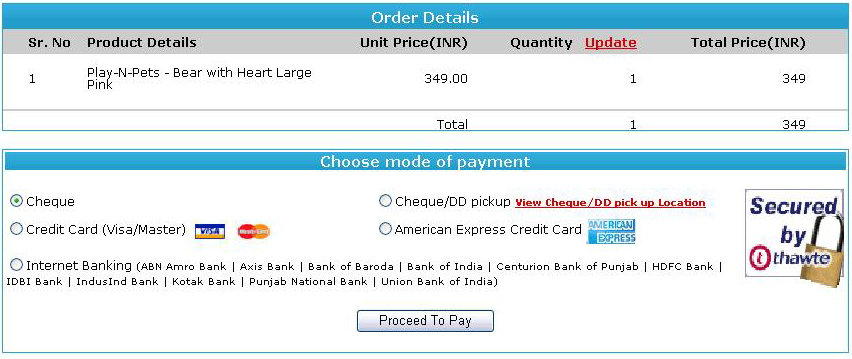 Order Details
Sr. No Product Details Unit Price(INR) Quantity Update Total Price(INR)
1 Play-N-Pets - Bear with Heart Large 349.00 1 349
Pink
Total 1 349
Choose mode of payment
Cheque Cheque/DD pickup View Cheque/DD pick up Location
Credit Card (Visa/Master) VISA MasterCard American Express Credit Card AMERICAN EXPRESS
Internet Banking (ABN Amro Bank | Axis Bank | Bank of Baroda | Bank of India | Centurion Bank of Punjab | HDFC Bank |
IDBI Bank | IndusInd Bank | Kotak Bank | Punjab National Bank | Union Bank of India)
Secured
by
thawte
Proceed To Pay